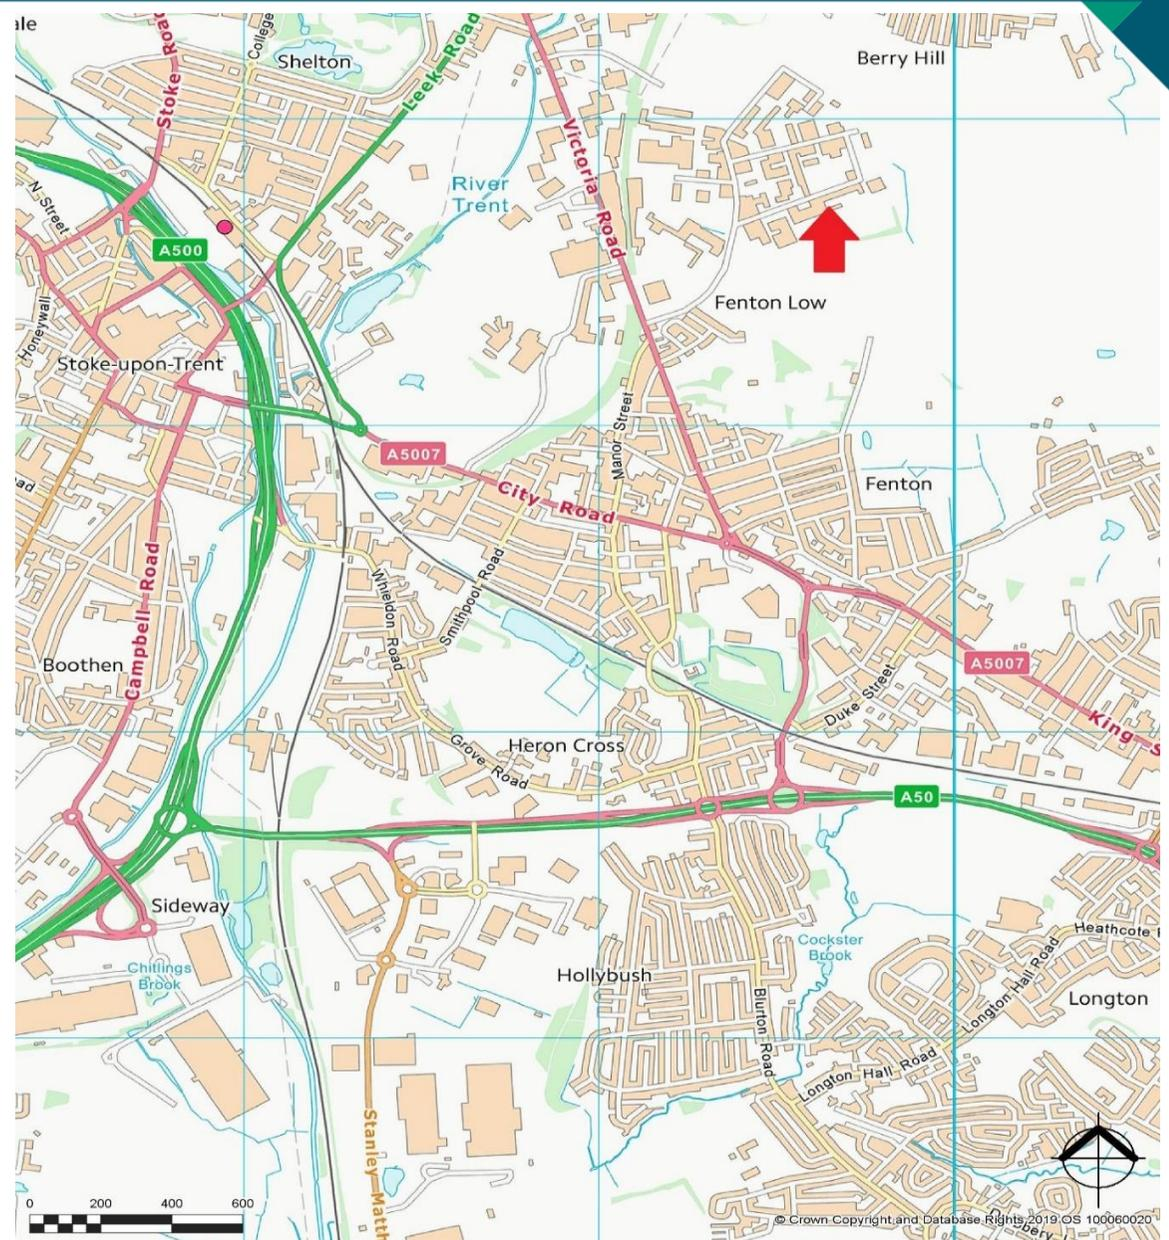 ale
Stoke Road
College
Shelton
Leek Road
Berry Hill
Victoria Road
River
Trent
N Street
A500
Honeywall
Fenton Low
Stoke-upon-Trent
Manor Street
A5007
City Road
Fenton
ad
Campbell Road
Whieldon Road
Smithpool Road
Boothen
A5007
Duke Street
King S
Heron Cross
Grove Road
A50
Sideway
Cockster
Brook
Heathcote
Chitlings
Brook
Hollybush
Longton Hall Road
Longton
Blurton Road
Longton Hall Road
Stanley Matth
0 200 400 600
© Crown Copyright and Database Rights 2019 OS 100060020